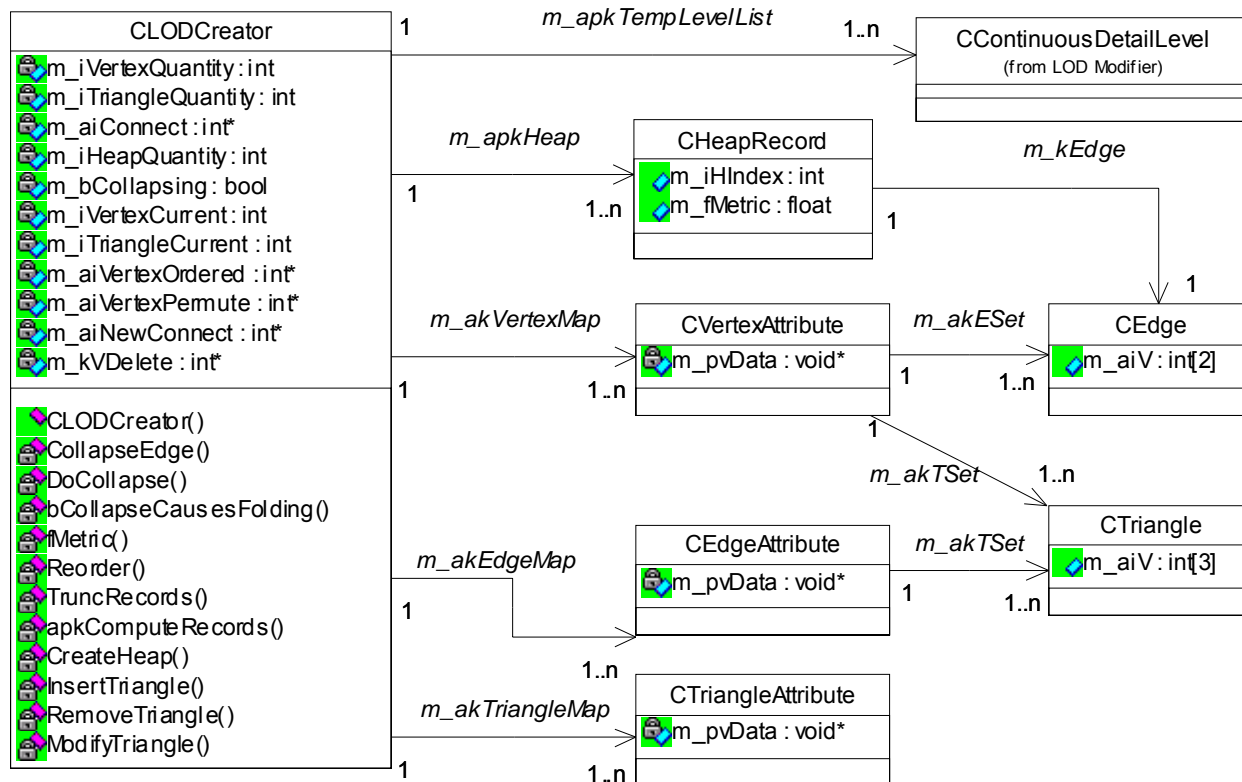 CLODCreator
m_iVertexQuantity : int
m_iTriangleQuantity : int
m_aiConnect : int*
m_iHeapQuantity : int
m_bCollapsing : bool
m_iVertexCurrent : int
m_iTriangleCurrent : int
m_aiVertexOrdered : int*
m_aiVertexPermute : int*
m_aiNewConnect : int*
m_kVDelete : int*
CLODCreator()
CollapseEdge()
DoCollapse()
bCollapseCausesFolding()
fMetric()
Reorder()
TruncRecords()
apkComputeRecords()
CreateHeap()
InsertTriangle()
RemoveTriangle()
ModifyTriangle()
1
m_apkTempLevelList
1..n
CContinuousDetailLevel
(from LOD Modifier)
m_apkHeap
1
1..n
CHeapRecord
m_iHIndex : int
m_fMetric : float
m_kEdge
1
1
m_akVertexMap
1
1..n
CVertexAttribute
m_pvData : void*
m_akESet
1
1..n
CEdge
m_aiV : int[2]
1
m_akTSet
1..n
m_akEdgeMap
1
1..n
CEdgeAttribute
m_pvData : void*
m_akTSet
1
1..n
CTriangle
m_aiV : int[3]
m_akTriangleMap
1
1..n
CTriangleAttribute
m_pvData : void*